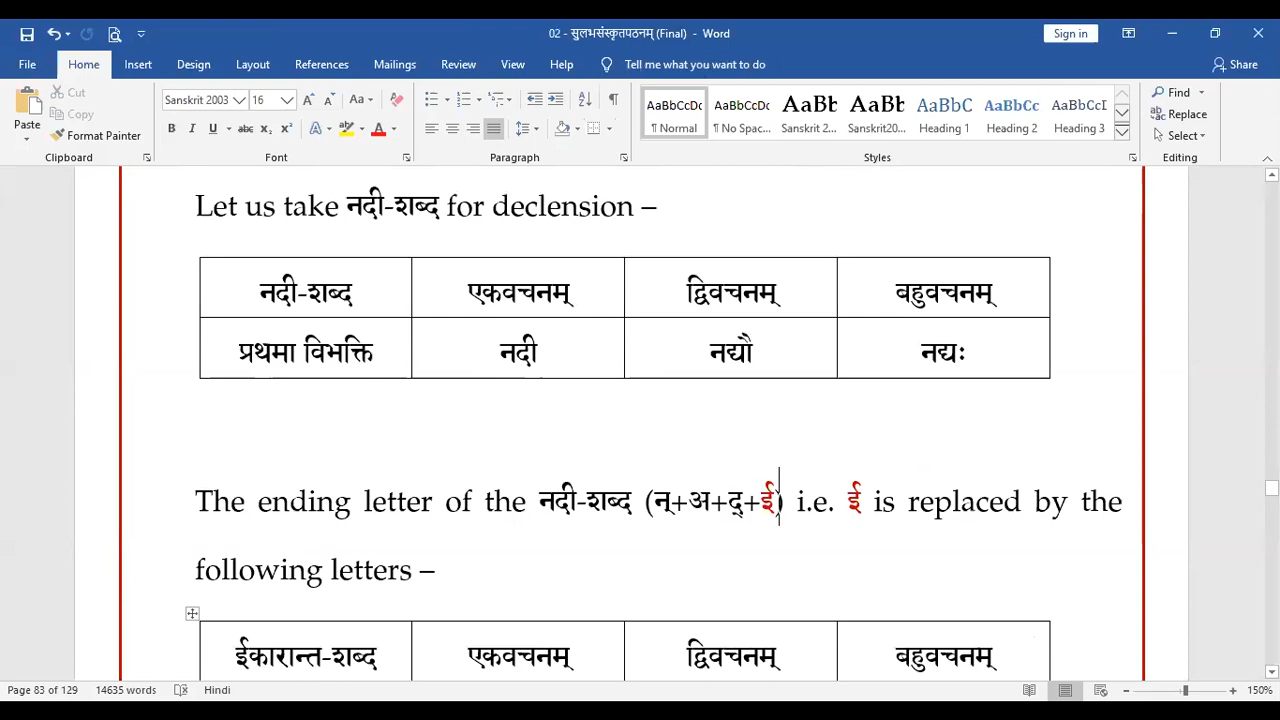 02 - सुलभसंस्कृतपठनम् (Final) - Word
Sign in
File Home Insert Design Layout References Mailings Review View Help Tell me what you want to do Share
Paste
Cut
Copy
Format Painter
Clipboard
Sanskrit 2003 16
Font
Paragraph
AaBbCcDc AaBbCcDc AaBb AaBb AaBbC AaBbCc AaBbCcD
¶ Normal ¶ No Spac... Sanskrit 2... Sanskrit20... Heading 1 Heading 2 Heading 3
Styles
Find
Replace
Select
Editing
Let us take नदी-शब्द for declension –
नदी-शब्द एकवचनम् द्विवचनम् बहुवचनम्
प्रथमा विभक्ति नदी नद्यौ नद्यः
The ending letter of the नदी-शब्द (न्+अ+द्+ई) i.e. ई is replaced by the
following letters –
ईकारान्त-शब्द एकवचनम् द्विवचनम् बहुवचनम्
Page 83 of 129 14635 words Hindi 150%